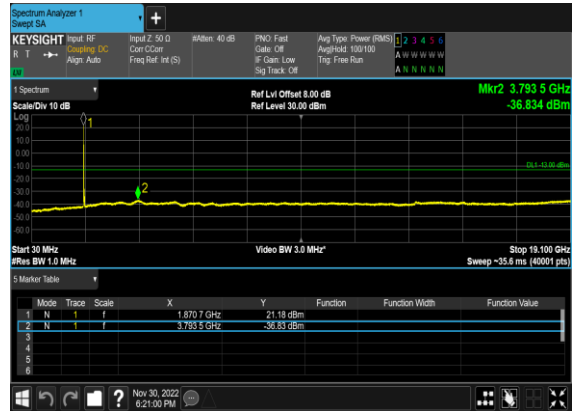 Spectrum Analyzer 1
Swept SA
KEYSIGHT Input: RF Input Z: 50 Ω #Atten: 40 dB PNO: Fast Avg Type: Power (RMS) 1 2 3 4 5 6
R T Coupling: DC Corr CCorr Gate: Off Avg|Hold: 100/100 A W W W W W
Align: Auto Freq Ref: Int (S) IF Gain: Low Trig: Free Run
LW Sig Track: Off A N N N N N
1 Spectrum Ref Lvl Offset 8.00 dB Mkr2 3.793 5 GHz
Scale/Div 10 dB Ref Level 30.00 dBm -36.834 dBm
Log
20.0 1
10.0
0.00
-10.0 DL1 -13.00 dBm
-20.0
-30.0 2
-40.0
-50.0
-60.0
Start 30 MHz Video BW 3.0 MHz* Stop 19.100 GHz
#Res BW 1.0 MHz Sweep ~35.6 ms (40001 pts)
5 Marker Table
Mode Trace Scale X Y Function Function Width Function Value
1 N 1 f 1.870 7 GHz 21.18 dBm
2 N 1 f 3.793 5 GHz -36.83 dBm
3
4
5
6
? Nov 30, 2022
6:21:00 PM